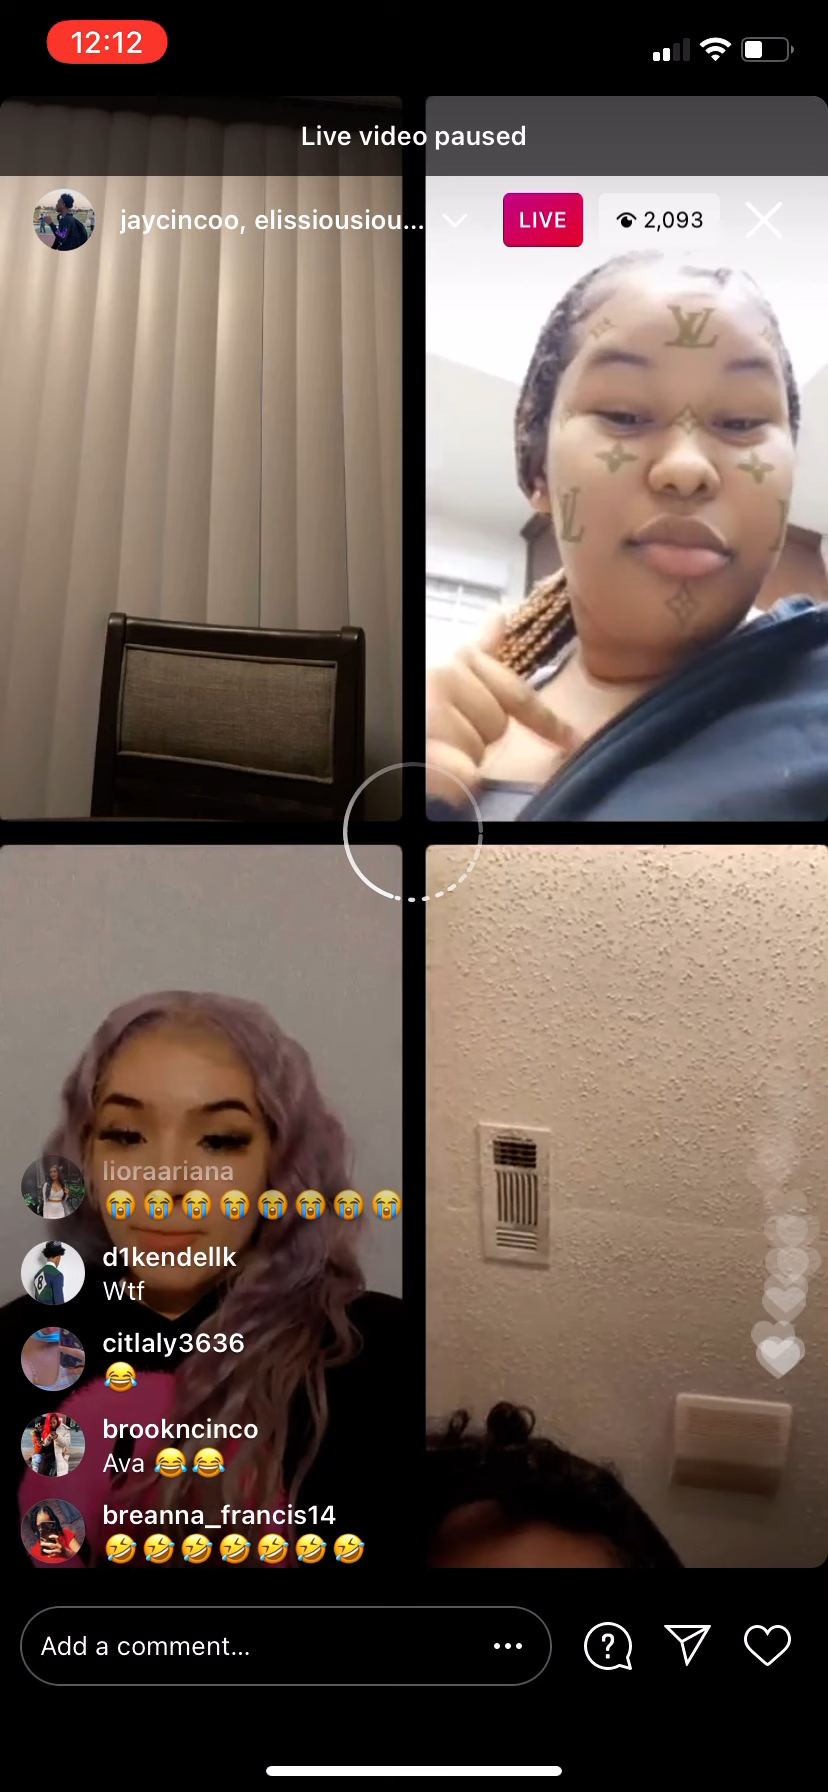 12:12
Live video paused
jaycincoo, elissiousiou...
LIVE
2,093
LV
lioraariana
😭😭😭😭😭😭😭😭
d1kendellk
Wtf
citlaly3636
😂
brookncinco
Ava 😂😂
breanna_francis14
🤣🤣🤣🤣🤣🤣🤣
Add a comment...